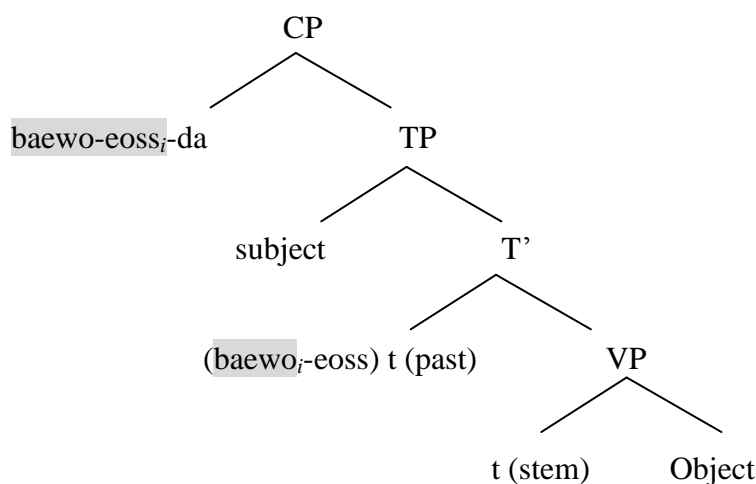 CP
baewo-eossi-da TP
subject T’
(baewoi-eoss) t (past) VP
t (stem) Object